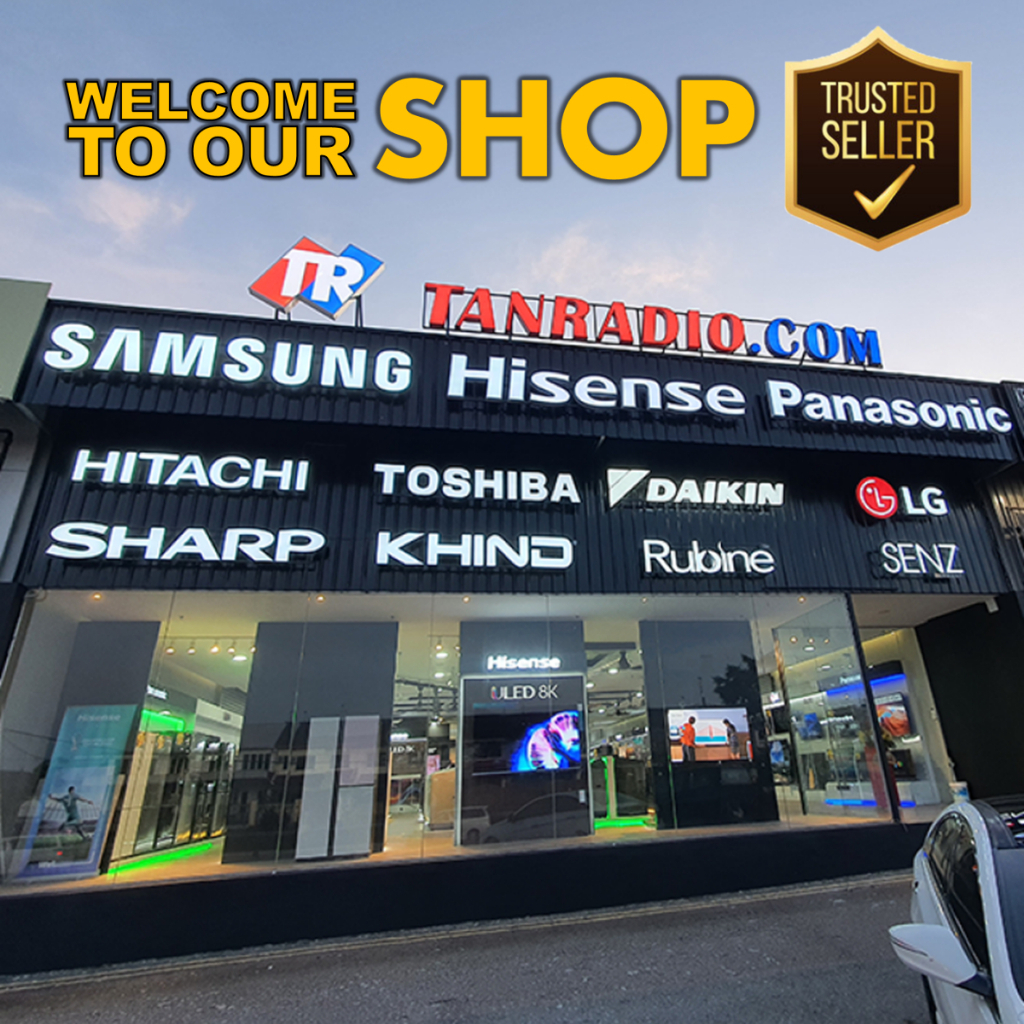 WELCOME
TO OUR
SHOP
TRUSTED
SELLER
TR
TANRADIO.COM
SAMSUNG
Hisense
Panasonic
HITACHI
TOSHIBA
DAIKIN
LG
SHARP
KHIND
Rubine
SENZ
Hisense
ULED 8K
Hisense